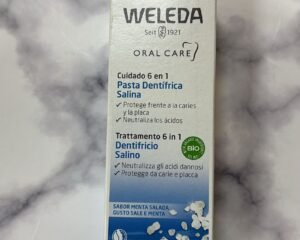 WELEDA
Seit 1921
ORAL CARE
Cuidado 6 en 1
Pasta Dentífrica
Salina
✓ Protege frente a la caries
y la placa
✓ Neutraliza los ácidos
Trattamento 6 in 1
Dentifricio
Salino
BIO
✓ Neutralizza gli acidi dannosi
✓ Protegge da carie e placca
SABOR MENTA SALADA
GUSTO SALE E MENTA